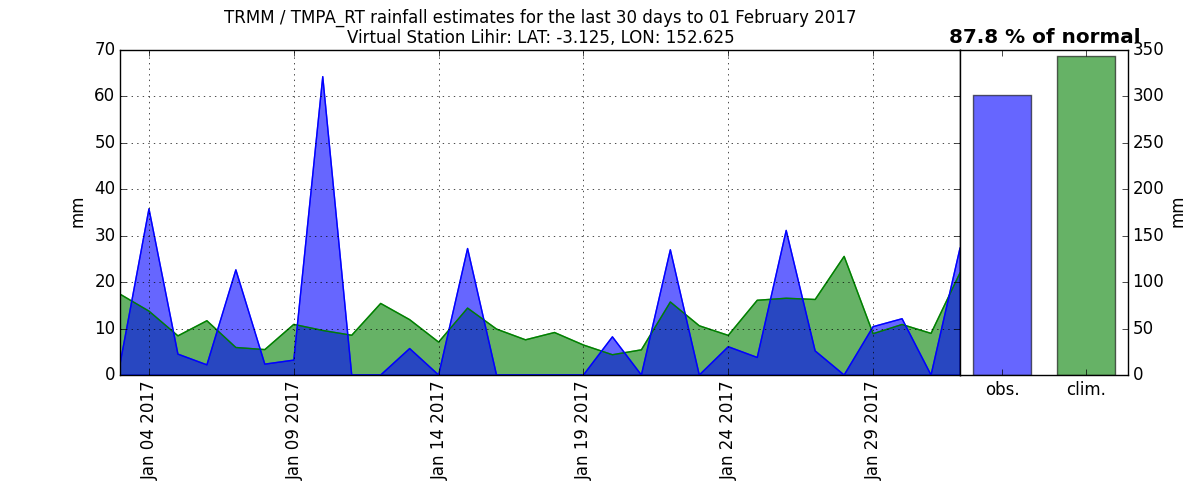 TRMM / TMPA_RT rainfall estimates for the last 30 days to 01 February 2017
Virtual Station Lihir: LAT: -3.125, LON: 152.625
87.8 % of normal
70
60
50
40
30
20
10
0
mm
Jan 04 2017
Jan 09 2017
Jan 14 2017
Jan 19 2017
Jan 24 2017
Jan 29 2017
obs.
clim.
350
300
250
200
150
100
50
0
mm